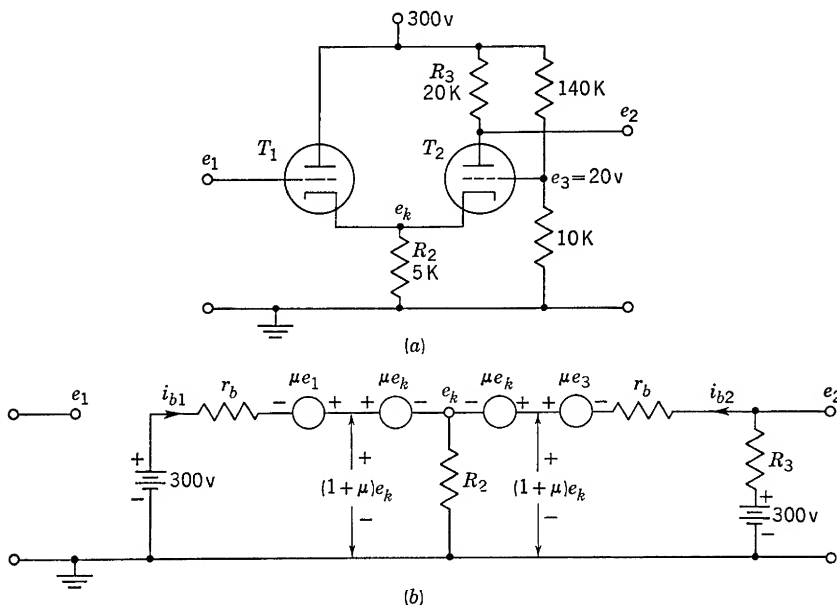 300v
R3
20K
140K
e2
e1
T1
T2
e3=20v
ek
R2
5K
10K
(a)
e1
ib1
rb
μe1
μek
ek
μek
μe3
rb
ib2
e2
- + + - - + + -
+
300v
-
+
(1+μ)ek
-
R2
+
(1+μ)ek
-
R3
+
300v
-
(b)